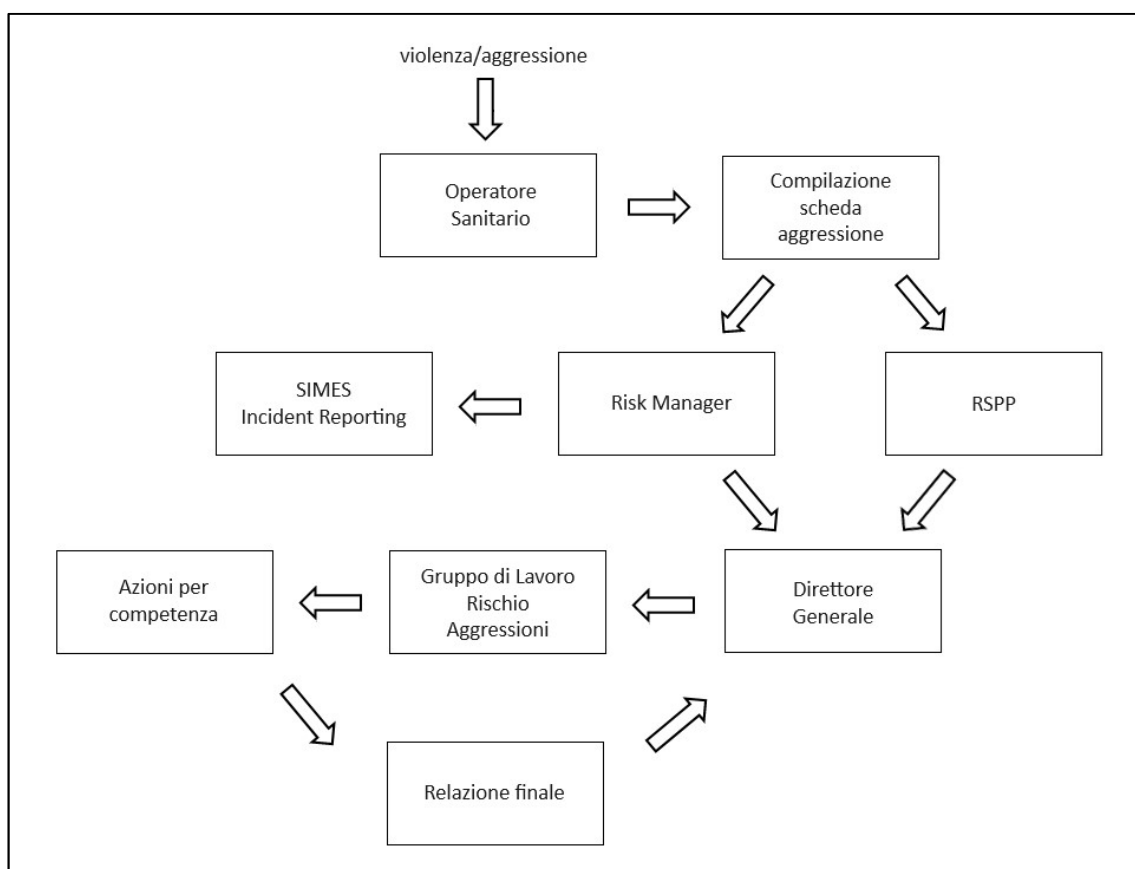 violenza/aggressione
Operatore
Sanitario
Compilazione
scheda
aggressione
SIMES
Incident Reporting
Risk Manager
RSPP
Azioni per
competenza
Gruppo di Lavoro
Rischio
Aggressioni
Direttore
Generale
Relazione finale